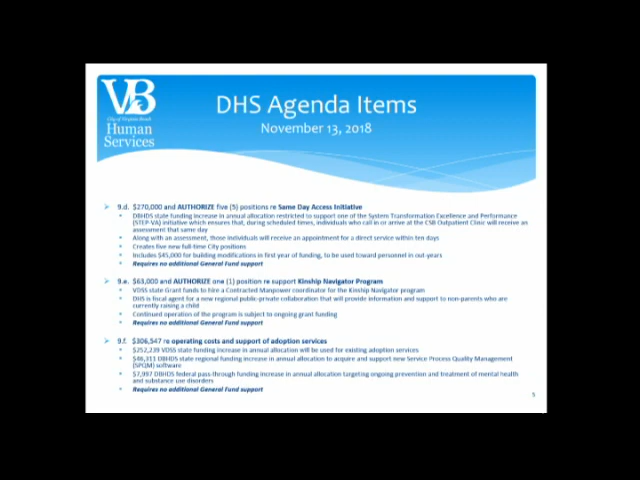 VB
City of Virginia Beach
Human
Services
DHS Agenda Items
November 13, 2018
9.d. $270,000 and AUTHORIZE five (5) positions re Same Day Access Initiative
DBHDS state funding increase in annual allocation restricted to support one of the System Transformation Excellence and Performance
(STEP-VA) initiative which ensures that, during scheduled times, individuals who call in or arrive at the CSB Outpatient Clinic will receive an
assessment that same day
Along with an assessment, those individuals will receive an appointment for a direct service within ten days
Creates five new full-time City positions
Includes $45,000 for building modifications in first year of funding, to be used toward personnel in out-years
Requires no additional General Fund support
9.e. $63,000 and AUTHORIZE one (1) position re support Kinship Navigator Program
VDSS state Grant funds to hire a Contracted Manpower coordinator for the Kinship Navigator program
DHS is fiscal agent for a new regional public-private collaboration that will provide information and support to non-parents who are
currently raising a child
Continued operation of the program is subject to ongoing grant funding
Requires no additional General Fund support
9.f. $306,547 re operating costs and support of adoption services
$252,239 VDSS state funding increase in annual allocation will be used for existing adoption services
$46,311 DBHDS state regional funding increase in allocation to acquire and support new Service Process Quality Management
(SPQM) software
$7,997 DBHDS federal pass-through funding increase in annual allocation targeting ongoing prevention and treatment of mental health
and substance use disorders
Requires no additional General Fund support
5